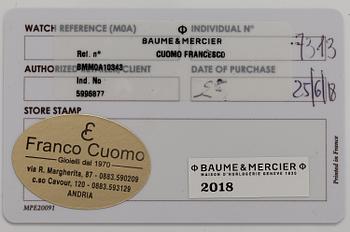 WATCH REFERENCE (M0A)
INDIVIDUAL N°
BAUME & MERCIER
Ref. n°
CUOMO FRANCESCO
7313
BMM0A10343
AUTHORIZED
CLIENT
DATE OF PURCHASE
Ind. No
5996877
25/6/18
STORE STAMP
Franco Cuomo
Gioielli dal 1970
via R. Margherita, 87 - 0883.590209
c.so Cavour, 120 - 0883.593129
ANDRIA
BAUME & MERCIER
MAISON D'HORLOGERIE GENEVE 1830
2018
MPE20091
Printed in France